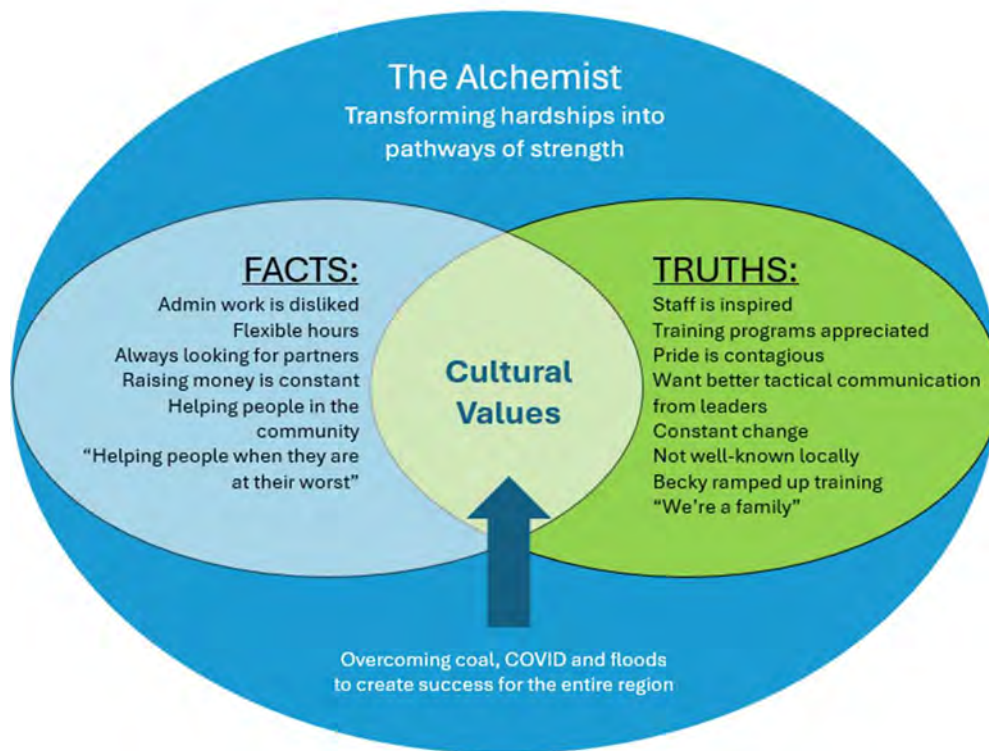 The Alchemist
Transforming hardships into
pathways of strength
FACTS:
Admin work is disliked
Flexible hours
Always looking for partners
Raising money is constant
Helping people in the
community
“Helping people when they are
at their worst”
Cultural
Values
TRUTHS:
Staff is inspired
Training programs appreciated
Pride is contagious
Want better tactical communication
from leaders
Constant change
Not well-known locally
Becky ramped up training
“We’re a family”
Overcoming coal, COVID and floods
to create success for the entire region